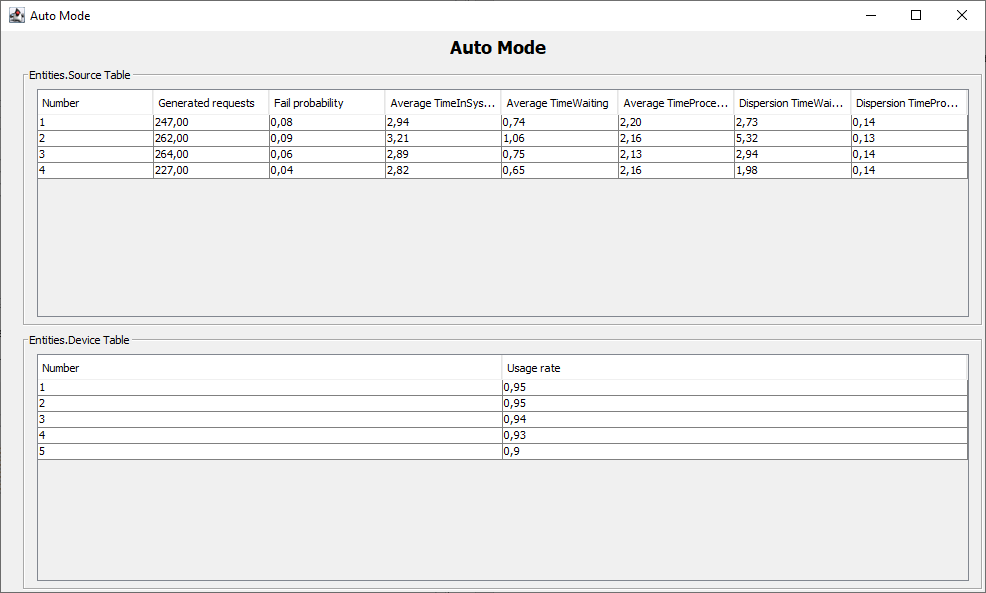 Auto Mode
Auto Mode
Entities.Source Table
Number Generated requests Fail probability Average TimeInSys... Average TimeWaiting Average TimeProce... Dispersion TimeWai... Dispersion TimePro...
1 247,00 0,08 2,94 0,74 2,20 2,73 0,14
2 262,00 0,09 3,21 1,06 2,16 5,32 0,13
3 264,00 0,06 2,89 0,75 2,13 2,94 0,14
4 227,00 0,04 2,82 0,65 2,16 1,98 0,14
Entities.Device Table
Number Usage rate
1 0,95
2 0,95
3 0,94
4 0,93
5 0,9